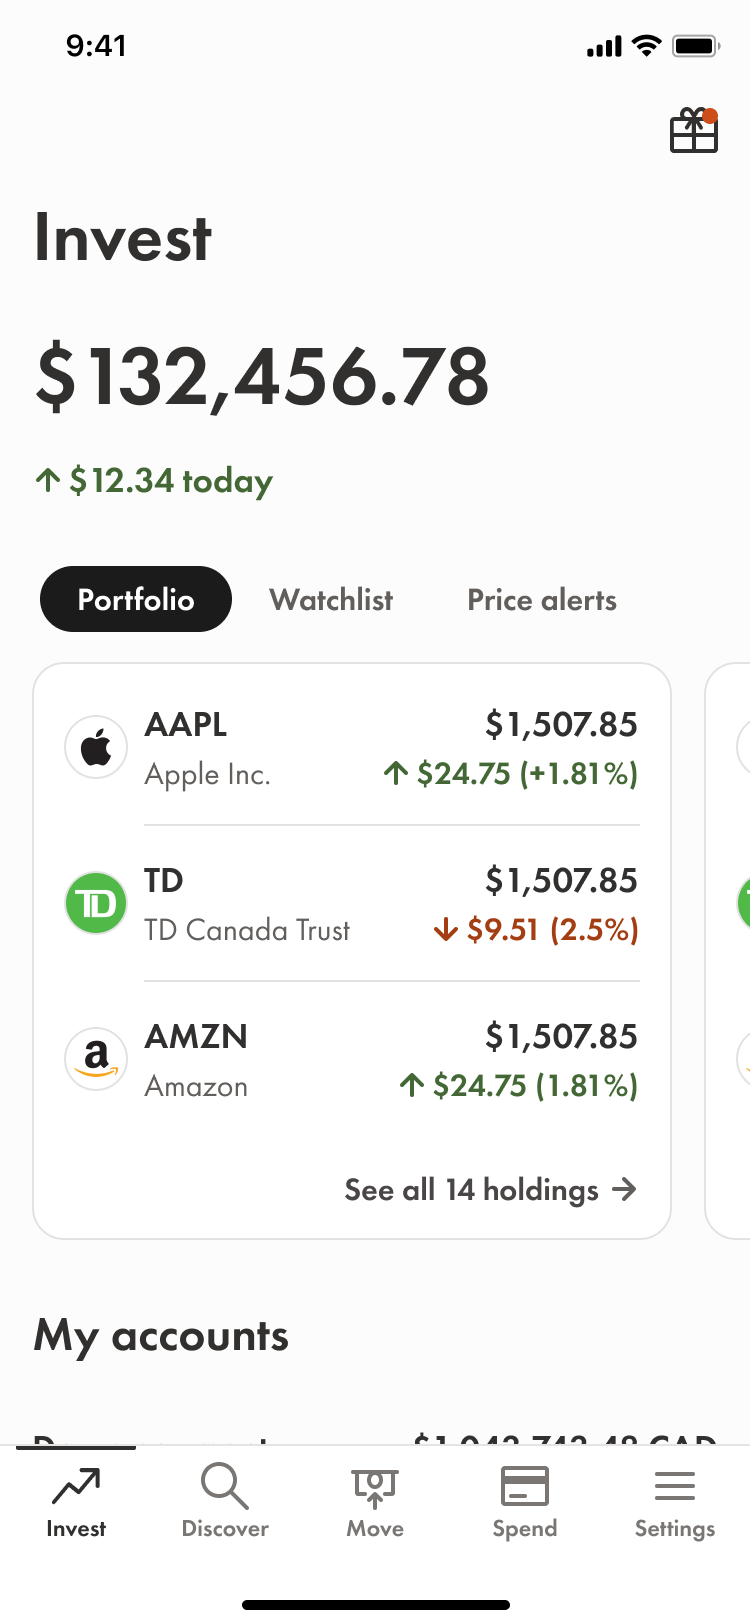 9:41
Invest
$132,456.78
↑ $12.34 today
Portfolio Watchlist Price alerts
AAPL $1,507.85
Apple Inc. ↑ $24.75 (+1.81%)
TD TD $1,507.85
TD Canada Trust ↓ $9.51 (2.5%)
a AMZN $1,507.85
Amazon ↑ $24.75 (1.81%)
See all 14 holdings →
My accounts
CAD
Invest Discover Move Spend Settings